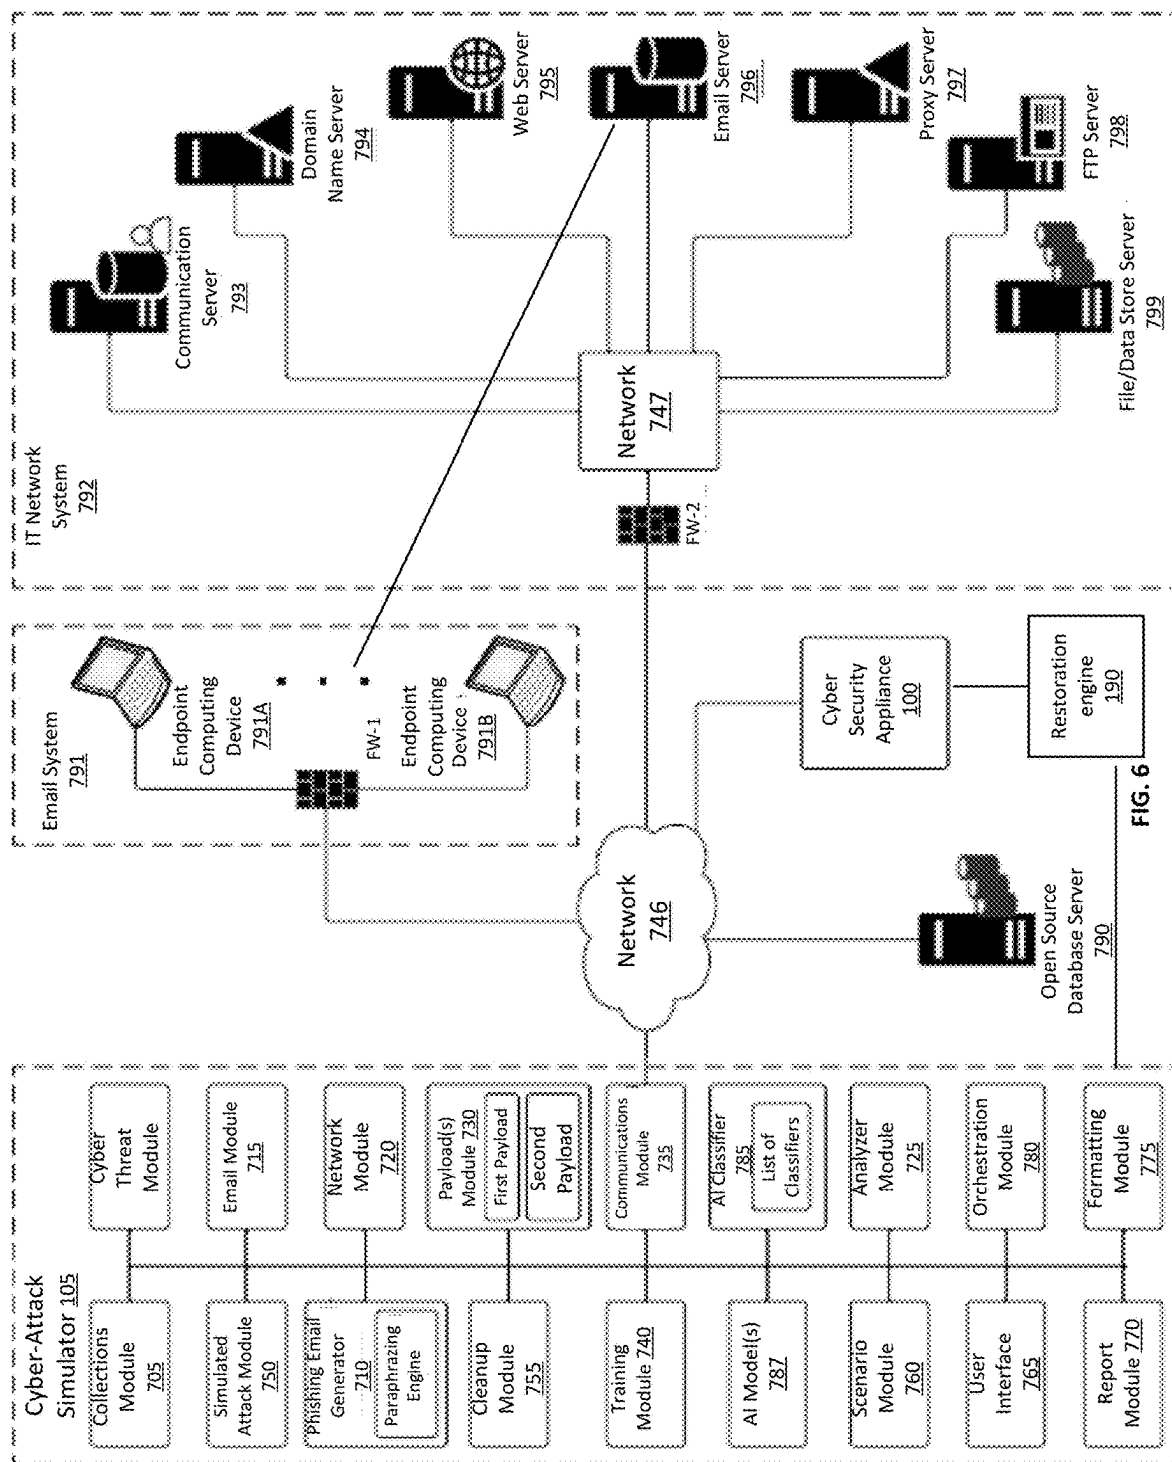 Cyber-Attack
Simulator 105
Collections
Module
705
Cyber
Threat
Module
Simulated
Attack Module
750
Email Module
715
Phishing Email
Generator
710
Paraphrazing
Engine
Network
Module
720
Cleanup
Module
755
Payload(s)
Module 730
First Payload
Second
Payload
Training
Module 740
Communications
Module
735
AI Model(s)
787
AI Classifier
785
List of
Classifiers
Scenario
Module
760
Analyzer
Module
725
User
Interface
765
Orchestration
Module
780
Report
Module 770
Formatting
Module
775
Email System
791
Endpoint
Computing
Device
791A
FW-1
Endpoint
Computing
Device
791B
Network
746
Open Source
Database Server
790
Cyber
Security
Appliance
100
Restoration
engine
190
IT Network
System
792
FW-2
Network
747
Communication
Server
793
Domain
Name Server
794
Web Server
795
Email Server
796
Proxy Server
797
FTP Server
798
File/Data Store Server
799
FIG. 6